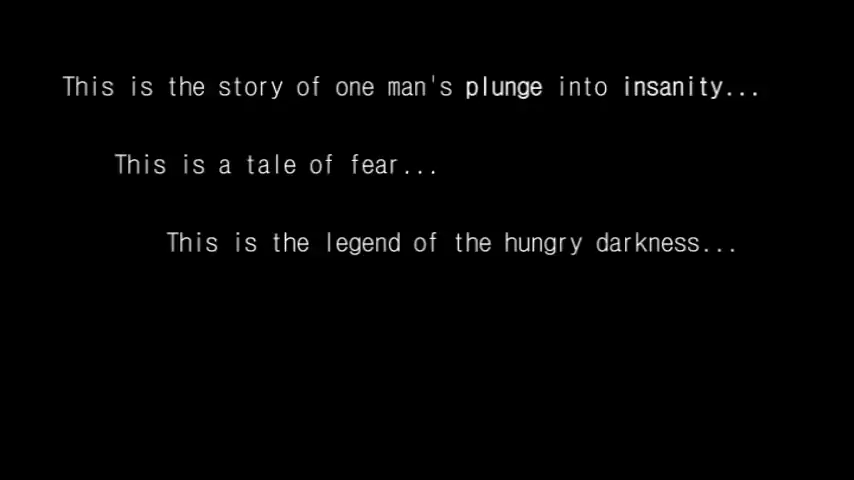 This is the story of one man's plunge into insanity...
This is a tale of fear...
This is the legend of the hungry darkness...